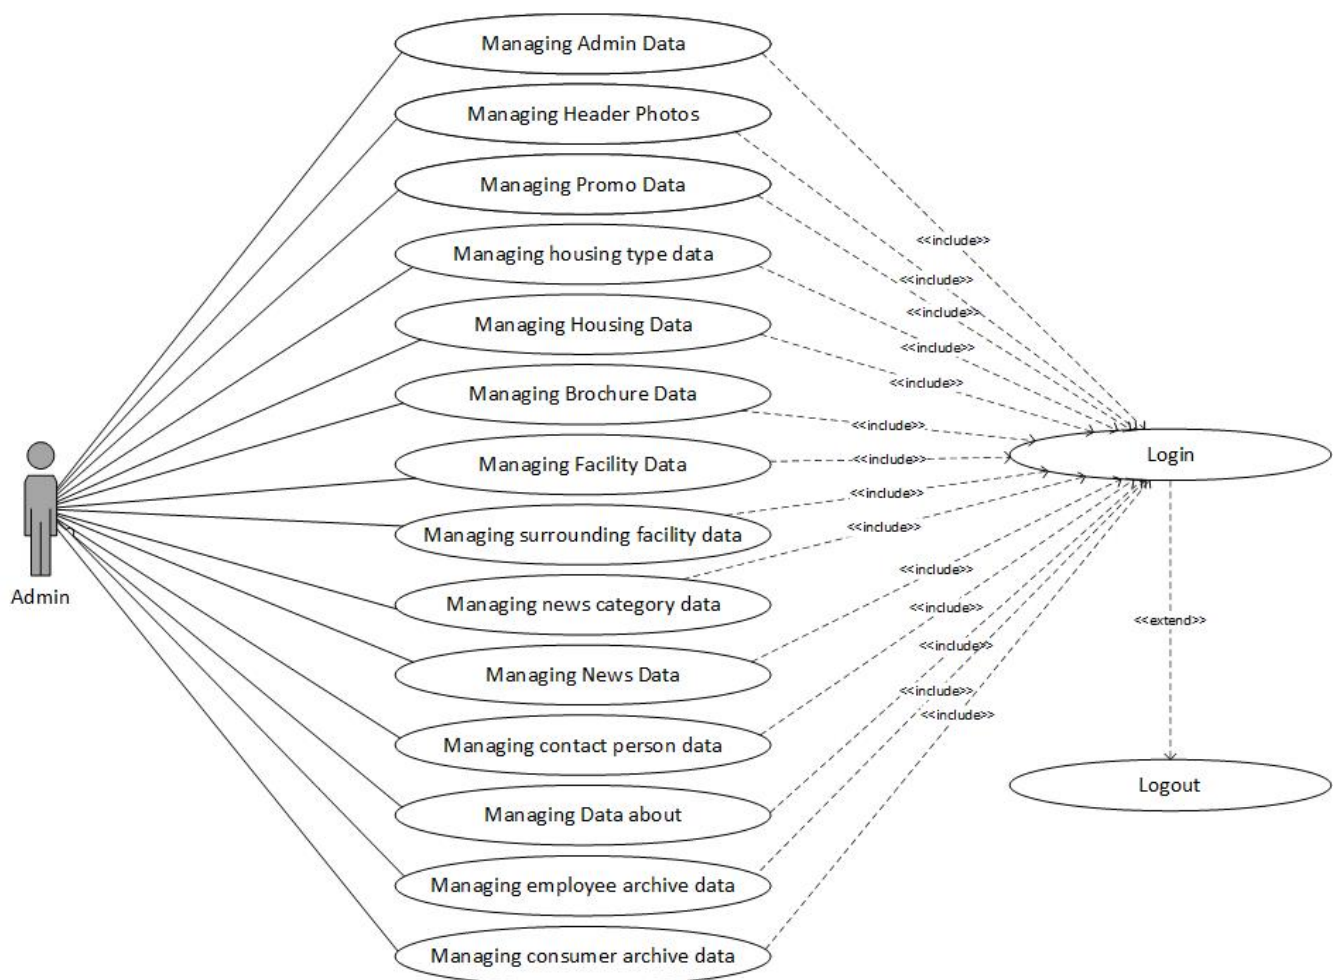 Managing Admin Data
Managing Header Photos
Managing Promo Data
Managing housing type data
Managing Housing Data
Managing Brochure Data
Managing Facility Data
Managing surrounding facility data
Managing news category data
Managing News Data
Managing contact person data
Managing Data about
Managing employee archive data
Managing consumer archive data
Admin
<<include>>
<<include>>
<<include>>
<<include>>
<<include>>
<<include>>
<<include>>
<<include>>
<<include>>
<<include>>
<<include>>
<<include>>
<<include>>
<<include>>
Login
<<extend>>
Logout